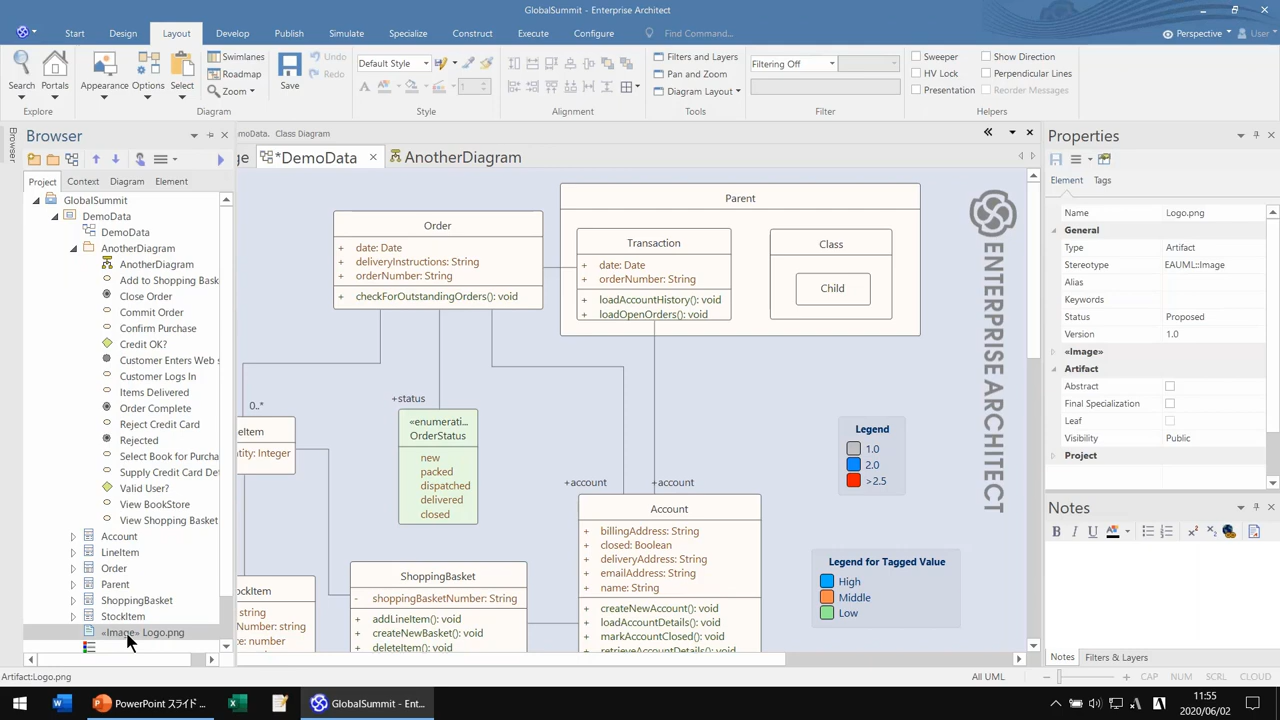 GlobalSummit - Enterprise Architect
Start Design Layout Develop Publish Simulate Specialize Construct Execute Configure Find Command... Perspective User
Search Portals
Explore
Appearance Options Select
Swimlanes
Roadmap
Zoom
Diagram
Save
Undo
Redo
Default Style
1
Style
Alignment
Filters and Layers
Pan and Zoom
Diagram Layout
Tools
Filtering Off
Filter
Sweeper
HV Lock
Presentation
Show Direction
Perpendicular Lines
Reorder Messages
Helpers
Browser
Browser
Project Context Diagram Element
GlobalSummit
DemoData
DemoData
AnotherDiagram
AnotherDiagram
Add to Shopping Bask
Close Order
Commit Order
Confirm Purchase
Credit OK?
Customer Enters Web s
Customer Logs In
Items Delivered
Order Complete
Reject Credit Card
Rejected
Select Book for Purcha
Supply Credit Card Det
Valid User?
View BookStore
View Shopping Basket
Account
LineItem
Order
Parent
ShoppingBasket
StockItem
«Image» Logo.png
moData. Class Diagram
ge *DemoData AnotherDiagram
Order
+ date: Date
+ deliveryInstructions: String
+ orderNumber: String
+ checkForOutstandingOrders(): void
Parent
Transaction
+ date: Date
+ orderNumber: String
+ loadAccountHistory(): void
+ loadOpenOrders(): void
Class
Child
ENTERPRISE ARCHITECT
+status
0..*
eItem
ntity: Integer
«enumerati...
OrderStatus
new
packed
dispatched
delivered
closed
Legend
1.0
2.0
>2.5
+account +account
Account
+ billingAddress: String
+ closed: Boolean
+ deliveryAddress: String
+ emailAddress: String
+ name: String
+ createNewAccount(): void
+ loadAccountDetails(): void
+ markAccountClosed(): void
+ retrieveAccountDetails(): void
Legend for Tagged Value
High
Middle
Low
ockItem
string
Number: string
te: number
ShoppingBasket
- shoppingBasketNumber: String
+ addLineItem(): void
+ createNewBasket(): void
+ deleteItem(): void
Properties
Element Tags
Name Logo.png
General
Type Artifact
Stereotype EAUML::Image
Alias
Keywords
Status Proposed
Version 1.0
«Image»
Artifact
Abstract
Final Specialization
Leaf
Visibility Public
Project
Notes
B I U A
Notes Filters & Layers
Artifact:Logo.png
All UML CAP NUM SCRL CLOUD
PowerPoint スライド ...
GlobalSummit - Ent...
A
11:55
2020/06/02